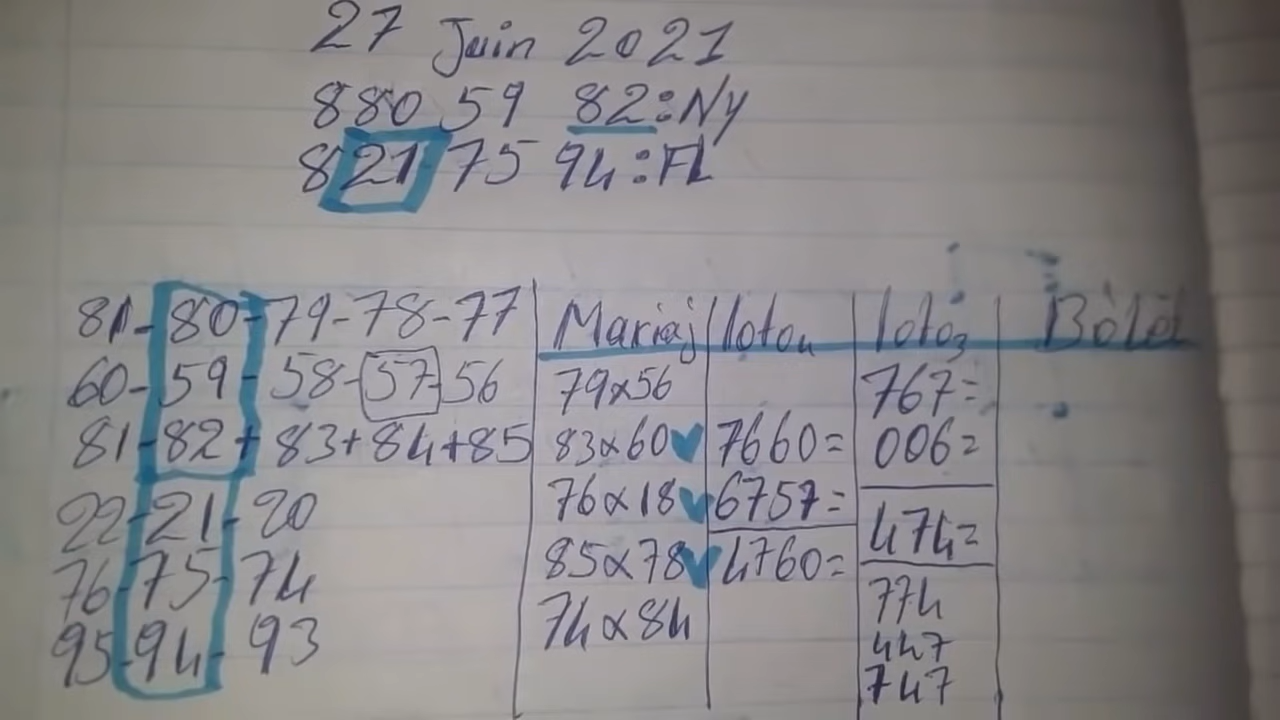 27 Juin 2021
880 59 82:NY
821-75 94:FL
81-80-79-78-77
60-59-58-57-56
81-82+83+84+85
22-21-20
76-75-74
95-94-93
Mariaj
79x56
83x60
76x18
85x78
74x84
loto4
7660=
6757=
4760=
loto3
767=
006=
474=
774
447
747
Bòlèt